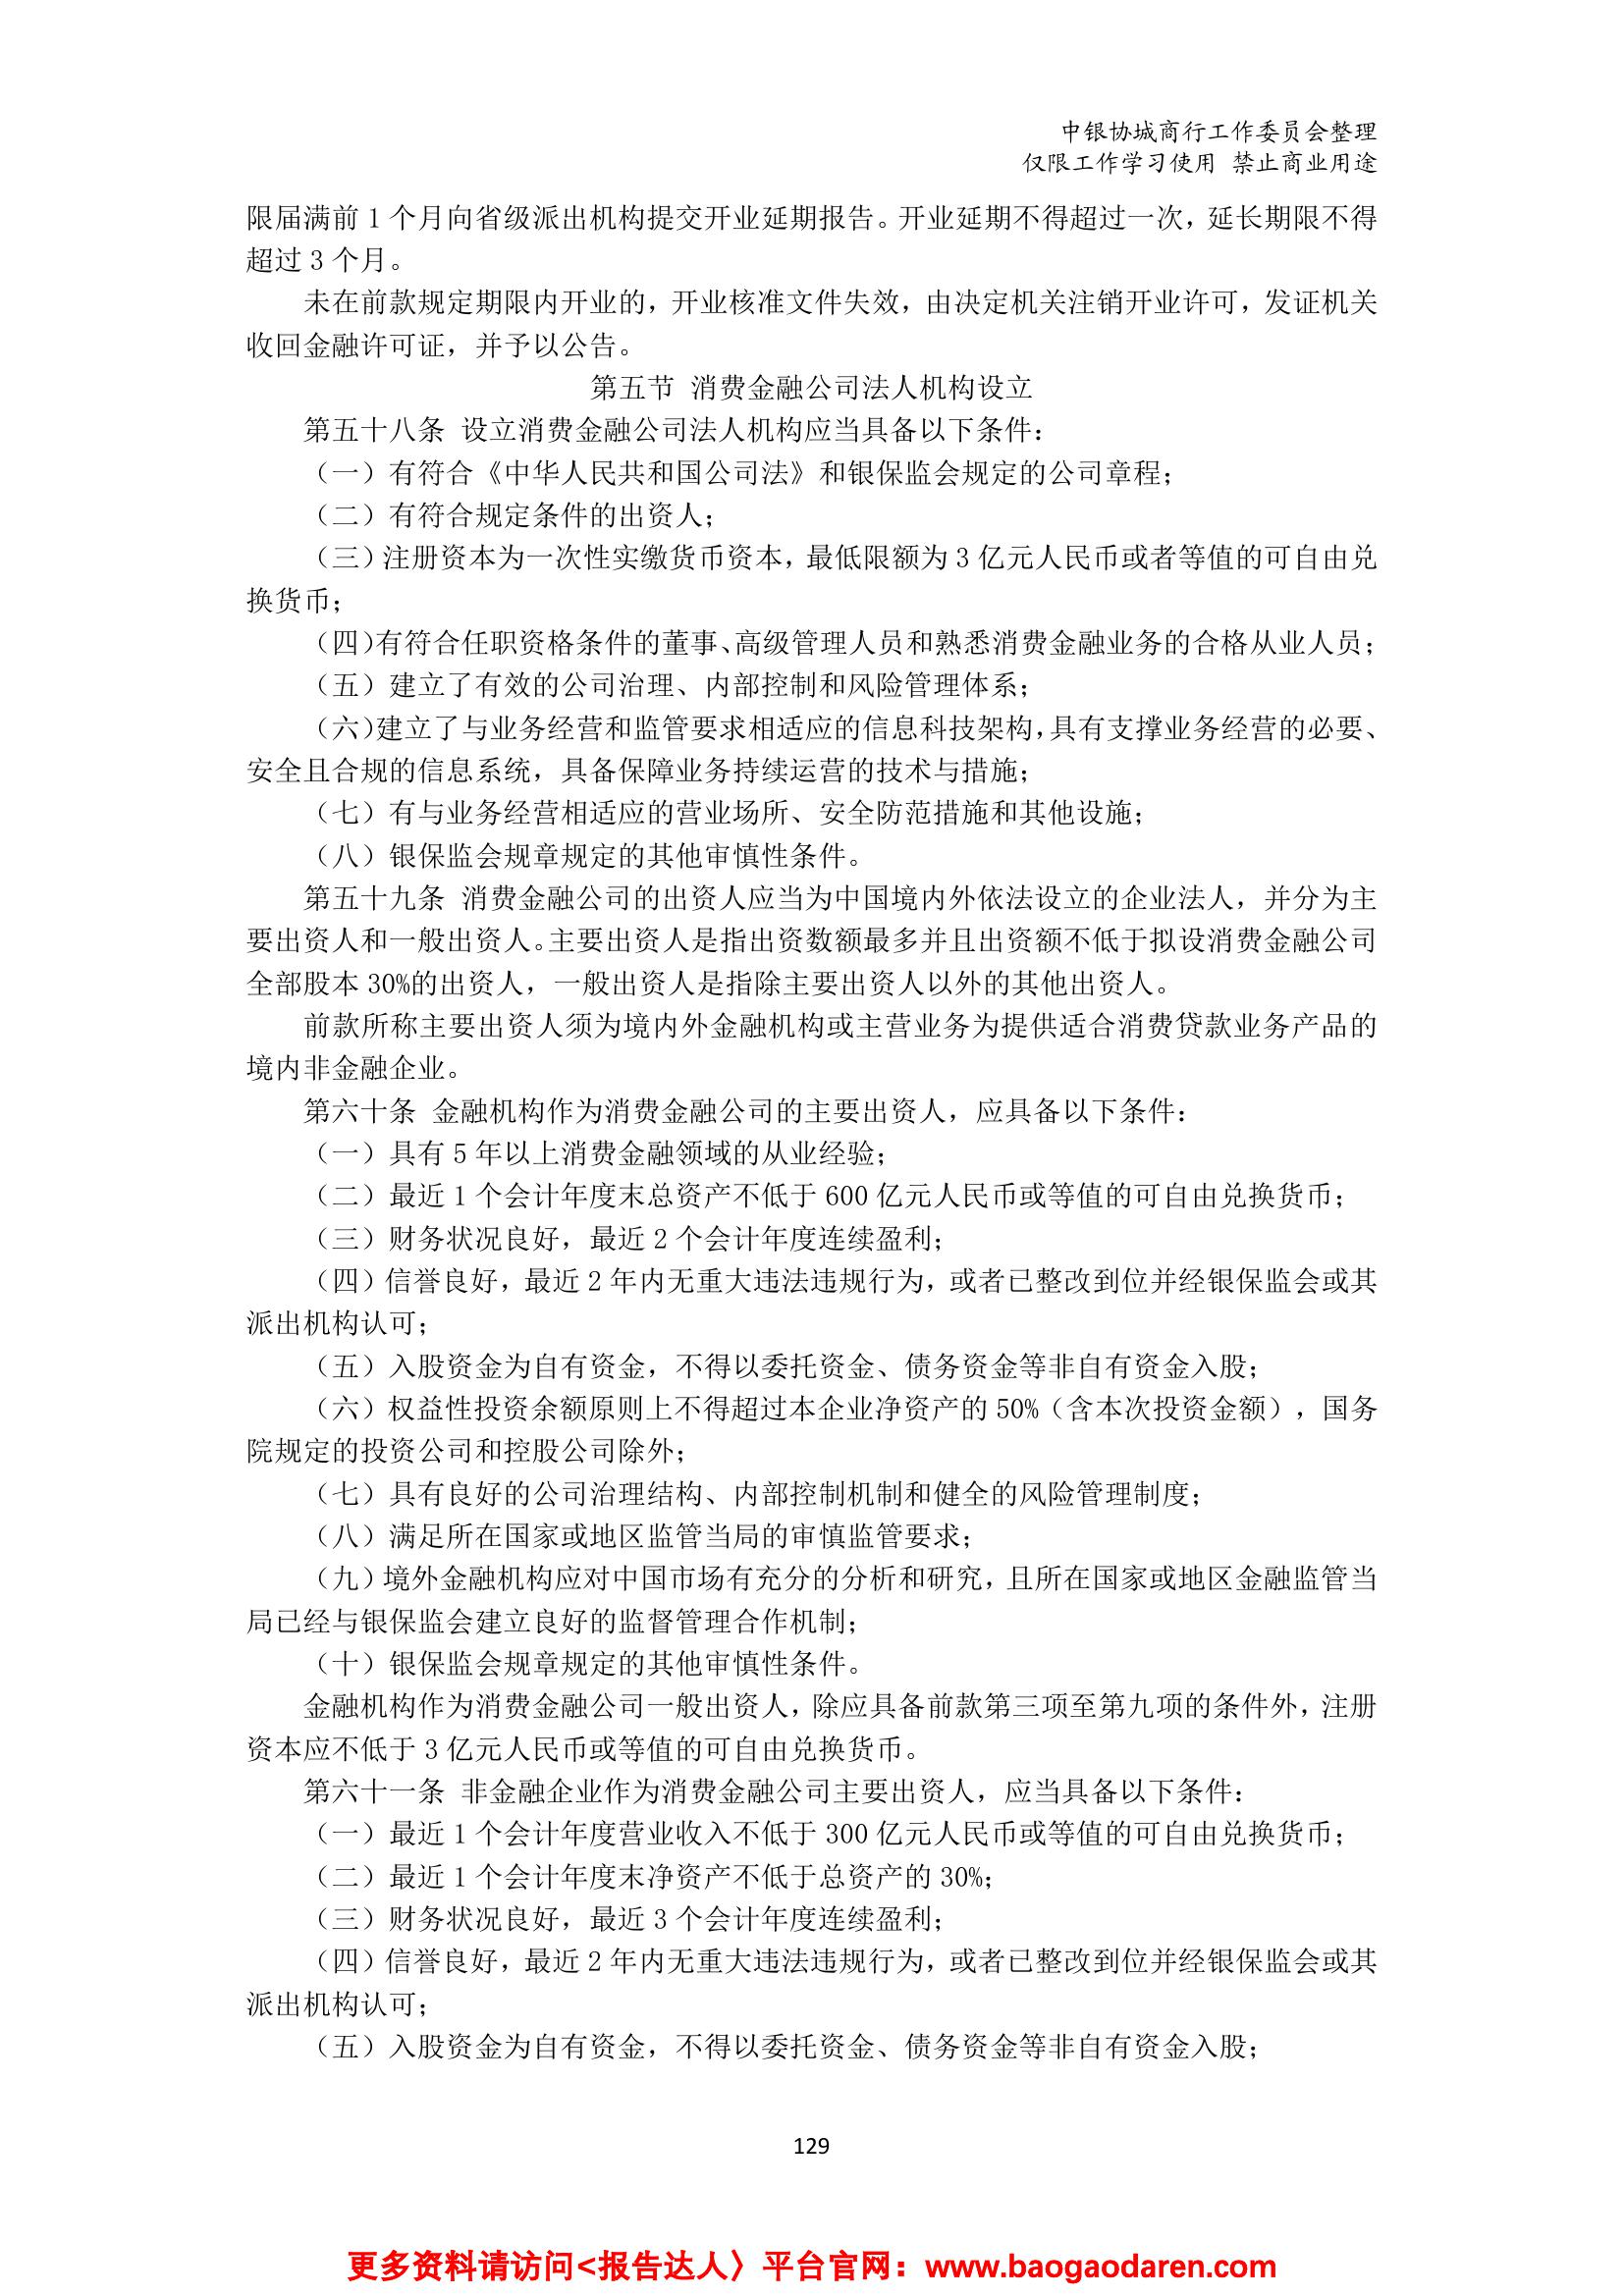 中银协城商行工作委员会整理
仅限工作学习使用 禁止商业用途
限届满前 1 个月向省级派出机构提交开业延期报告。开业延期不得超过一次，延长期限不得
超过 3 个月。
未在前款规定期限内开业的，开业核准文件失效，由决定机关注销开业许可，发证机关
收回金融许可证，并予以公告。
第五节 消费金融公司法人机构设立
第五十八条 设立消费金融公司法人机构应当具备以下条件：
（一）有符合《中华人民共和国公司法》和银保监会规定的公司章程；
（二）有符合规定条件的出资人；
（三）注册资本为一次性实缴货币资本，最低限额为 3 亿元人民币或者等值的可自由兑
换货币；
（四）有符合任职资格条件的董事、高级管理人员和熟悉消费金融业务的合格从业人员；
（五）建立了有效的公司治理、内部控制和风险管理体系；
（六）建立了与业务经营和监管要求相适应的信息科技架构，具有支撑业务经营的必要、
安全且合规的信息系统，具备保障业务持续运营的技术与措施；
（七）有与业务经营相适应的营业场所、安全防范措施和其他设施；
（八）银保监会规章规定的其他审慎性条件。
第五十九条 消费金融公司的出资人应当为中国境内外依法设立的企业法人，并分为主
要出资人和一般出资人。主要出资人是指出资数额最多并且出资额不低于拟设消费金融公司
全部股本 30%的出资人，一般出资人是指除主要出资人以外的其他出资人。
前款所称主要出资人须为境内外金融机构或主营业务为提供适合消费贷款业务产品的
境内非金融企业。
第六十条 金融机构作为消费金融公司的主要出资人，应具备以下条件：
（一）具有 5 年以上消费金融领域的从业经验；
（二）最近 1 个会计年度末总资产不低于 600 亿元人民币或等值的可自由兑换货币；
（三）财务状况良好，最近 2 个会计年度连续盈利；
（四）信誉良好，最近 2 年内无重大违法违规行为，或者已整改到位并经银保监会或其
派出机构认可；
（五）入股资金为自有资金，不得以委托资金、债务资金等非自有资金入股；
（六）权益性投资余额原则上不得超过本企业净资产的 50%（含本次投资金额），国务
院规定的投资公司和控股公司除外；
（七）具有良好的公司治理结构、内部控制机制和健全的风险管理制度；
（八）满足所在国家或地区监管当局的审慎监管要求；
（九）境外金融机构应对中国市场有充分的分析和研究，且所在国家或地区金融监管当
局已经与银保监会建立良好的监督管理合作机制；
（十）银保监会规章规定的其他审慎性条件。
金融机构作为消费金融公司一般出资人，除应具备前款第三项至第九项的条件外，注册
资本应不低于 3 亿元人民币或等值的可自由兑换货币。
第六十一条 非金融企业作为消费金融公司主要出资人，应当具备以下条件：
（一）最近 1 个会计年度营业收入不低于 300 亿元人民币或等值的可自由兑换货币；
（二）最近 1 个会计年度末净资产不低于总资产的 30%；
（三）财务状况良好，最近 3 个会计年度连续盈利；
（四）信誉良好，最近 2 年内无重大违法违规行为，或者已整改到位并经银保监会或其
派出机构认可；
（五）入股资金为自有资金，不得以委托资金、债务资金等非自有资金入股；
129
更多资料请访问<报告达人〉平台官网：www.baogaodaren.com